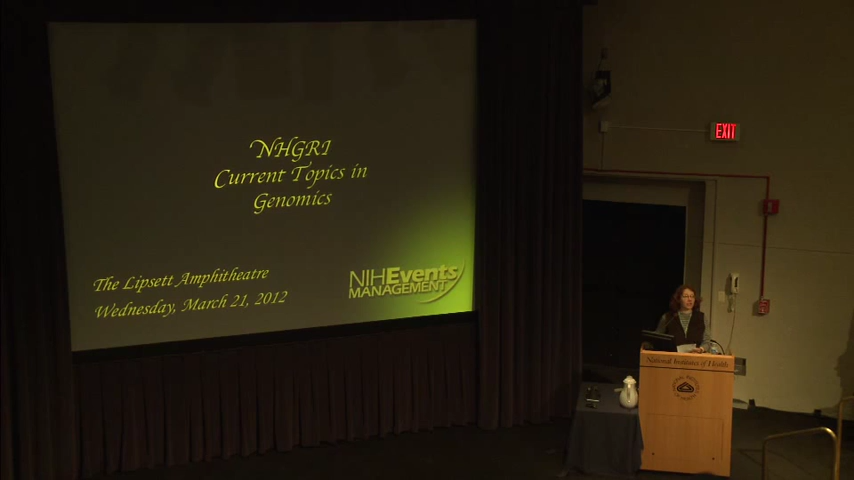 NHGRI
Current Topics in
Genomics
The Lipsett Amphitheatre
Wednesday, March 21, 2012
NIHEvents
MANAGEMENT
EXIT
National Institutes of Health